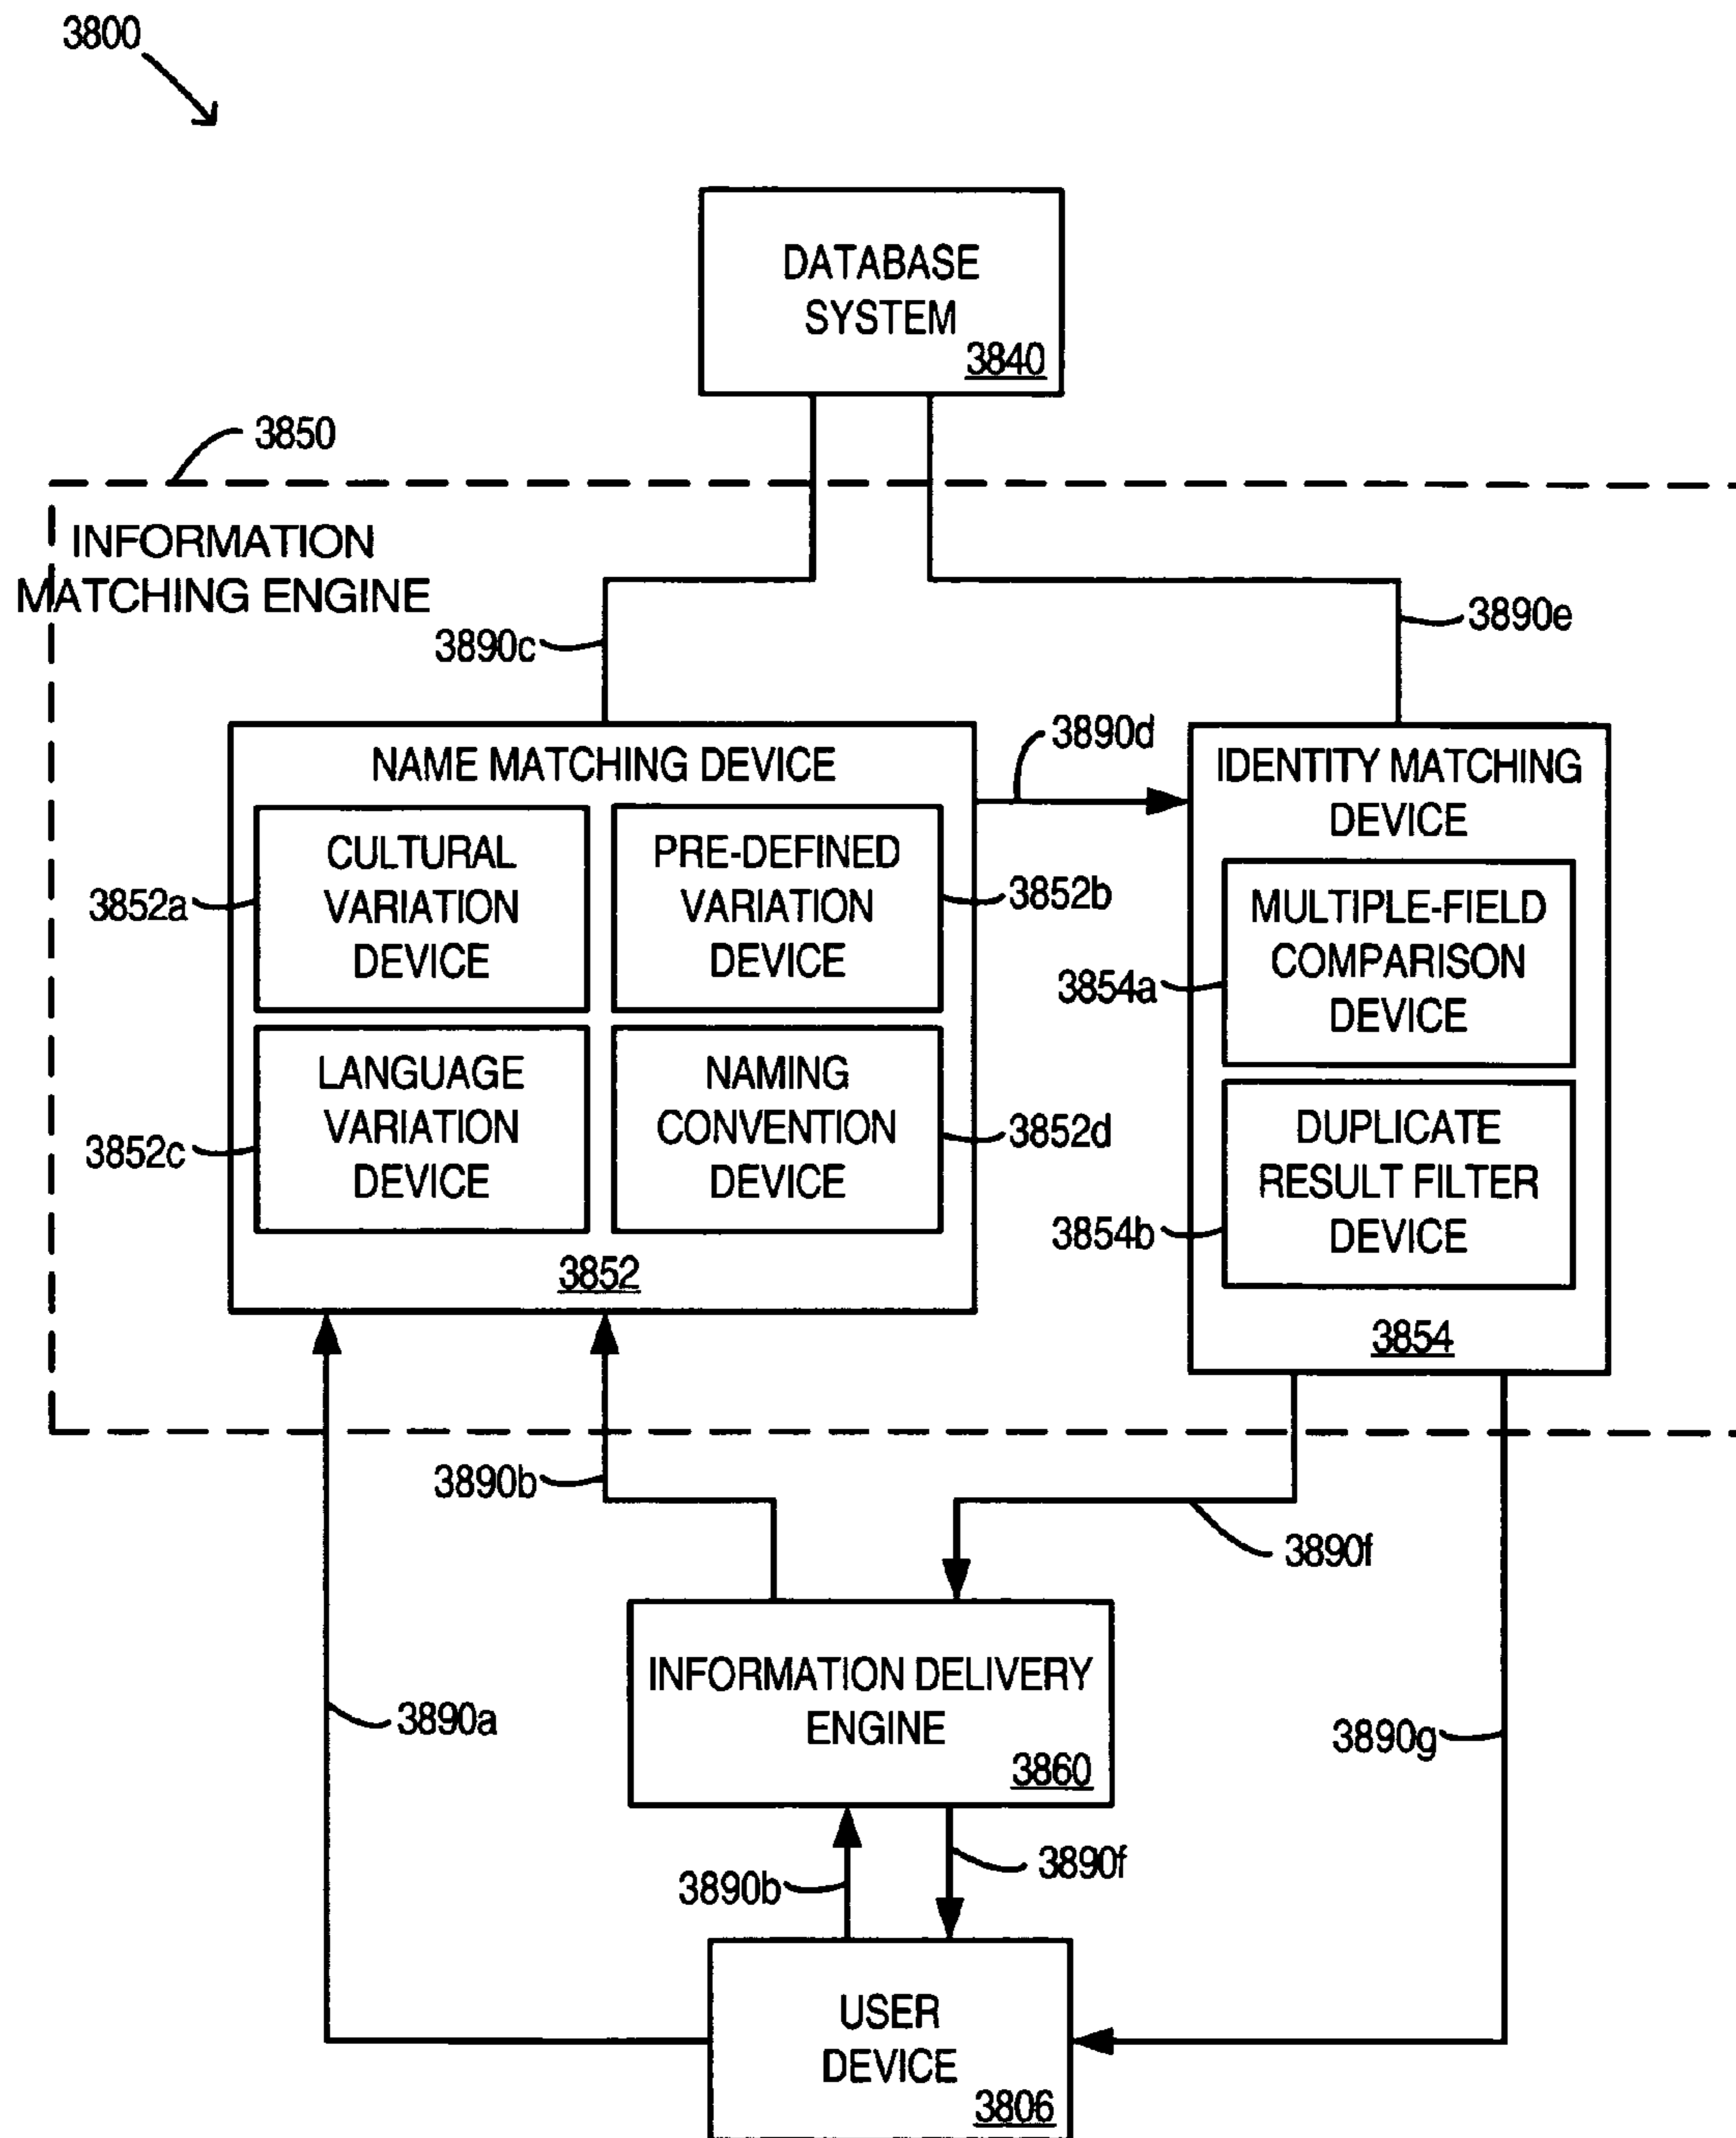 3800
DATABASE
SYSTEM
3840
3850
INFORMATION
MATCHING ENGINE
3890c
3890e
3890d
NAME MATCHING DEVICE
CULTURAL
VARIATION
DEVICE
3852a
PRE-DEFINED
VARIATION
DEVICE
3852b
LANGUAGE
VARIATION
DEVICE
3852c
NAMING
CONVENTION
DEVICE
3852d
3852
IDENTITY MATCHING
DEVICE
MULTIPLE-FIELD
COMPARISON
DEVICE
3854a
DUPLICATE
RESULT FILTER
DEVICE
3854b
3854
3890b
3890f
INFORMATION DELIVERY
ENGINE
3860
3890a
3890g
3890b
3890f
USER
DEVICE
3806